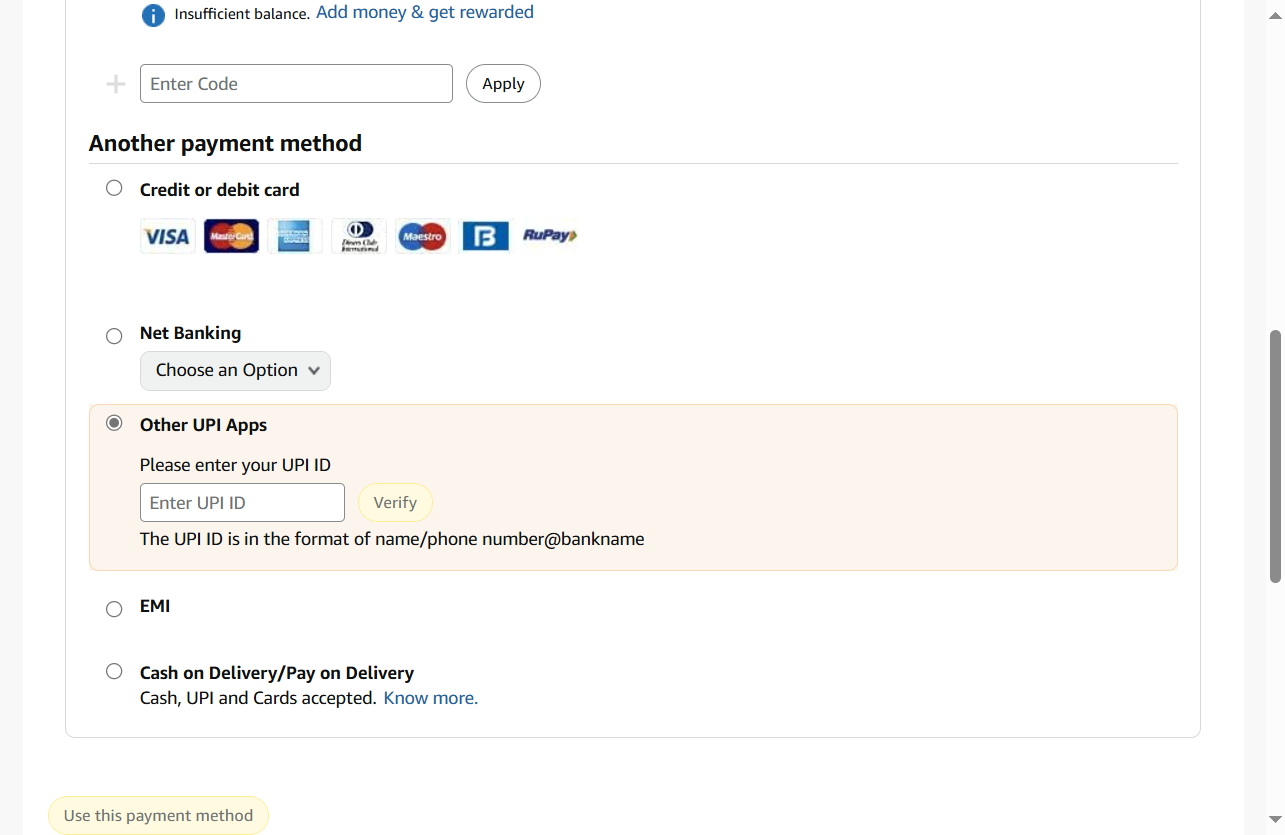 Insufficient balance. Add money & get rewarded
Enter Code Apply
Another payment method
Credit or debit card
VISA MasterCard AMERICAN EXPRESS Diners Club International Maestro B RuPay
Net Banking
Choose an Option
Other UPI Apps
Please enter your UPI ID
Enter UPI ID Verify
The UPI ID is in the format of name/phone number@bankname
EMI
Cash on Delivery/Pay on Delivery
Cash, UPI and Cards accepted. Know more.
Use this payment method